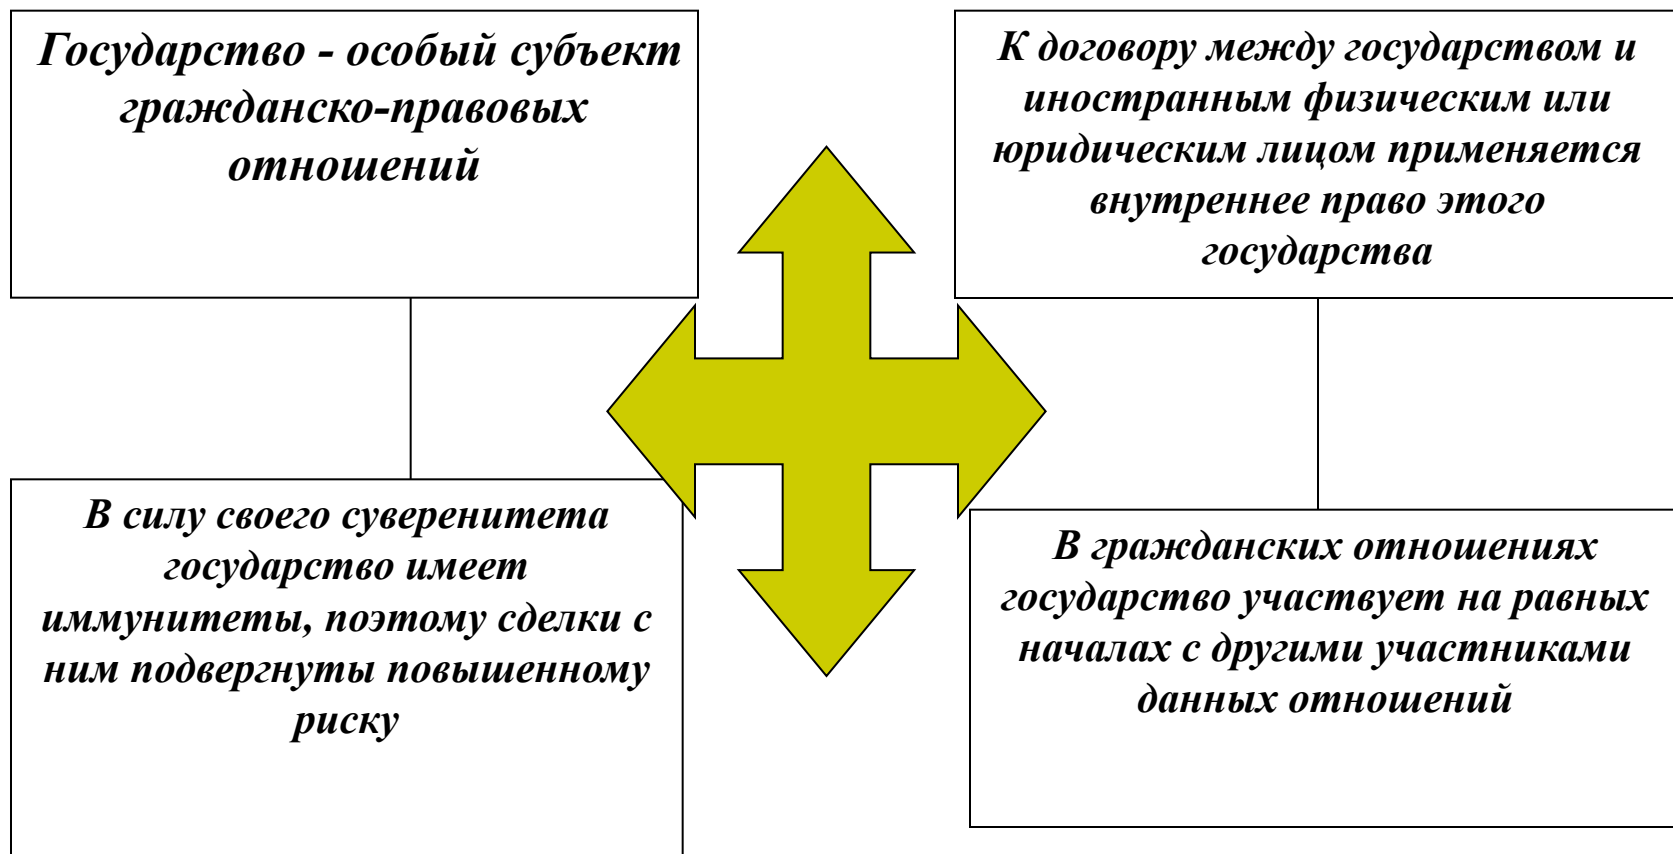 Государство - особый субъект
гражданско-правовых
отношений
К договору между государством и
иностранным физическим или
юридическим лицом применяется
внутреннее право этого
государства
В силу своего суверенитета
государство имеет
иммунитеты, поэтому сделки с
ним подвергнуты повышенному
риску
В гражданских отношениях
государство участвует на равных
началах с другими участниками
данных отношений